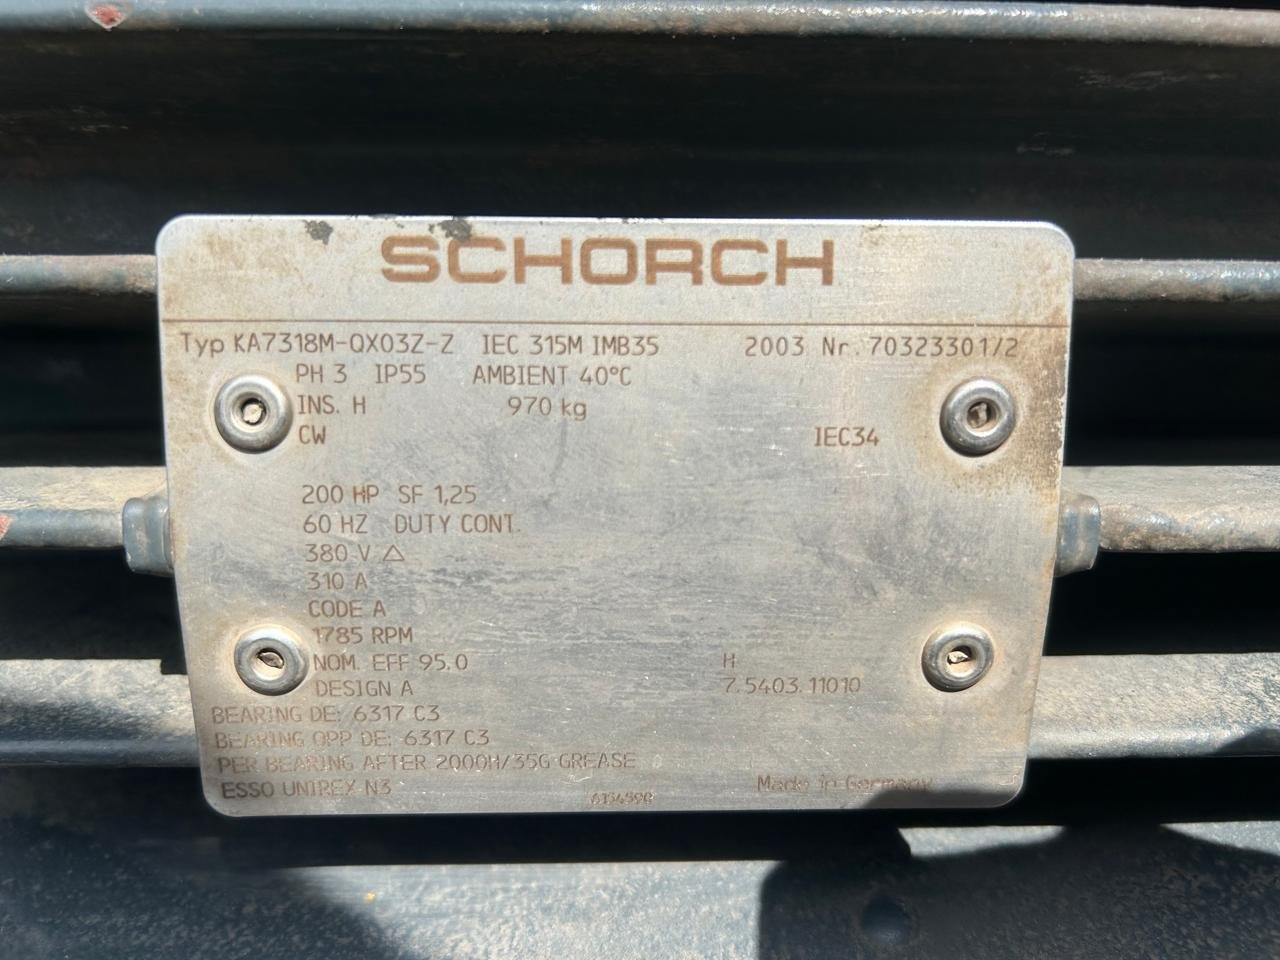 SCHORCH
Typ KA7318M-QX03Z-Z IEC 315M IMB35 2003 Nr. 70323301/2
PH 3 IP55 AMBIENT 40°C
INS. H 970 kg
CW IEC34
200 HP SF 1,25
60 HZ DUTY CONT.
380 V △
310 A
CODE A
1785 RPM
NOM. EFF 95.0 H
DESIGN A 7.5403.11010
BEARING DE: 6317 C3
BEARING OPP DE: 6317 C3
PER BEARING AFTER 2000H/35G GREASE
ESSO UNIREX N3 Made in Germany